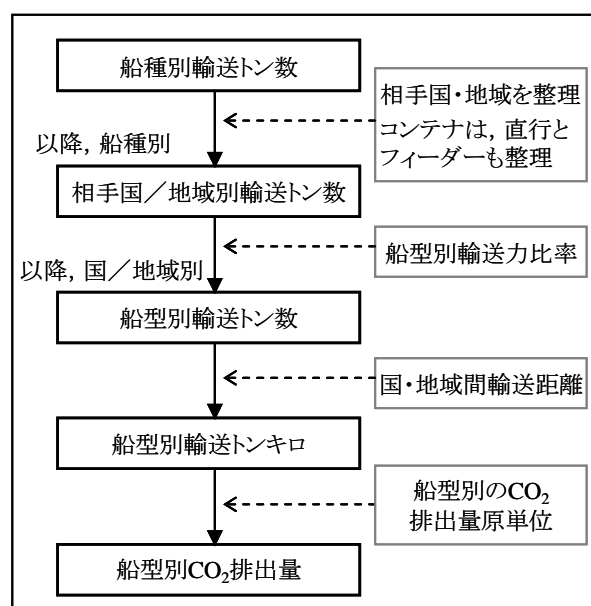 船種別輸送トン数
相手国・地域を整理
コンテナは，直行と
フィーダーも整理
以降，船種別
相手国／地域別輸送トン数
船型別輸送力比率
以降，国／地域別
船型別輸送トン数
国・地域間輸送距離
船型別輸送トンキロ
船型別のCO₂
排出量原単位
船型別CO₂排出量